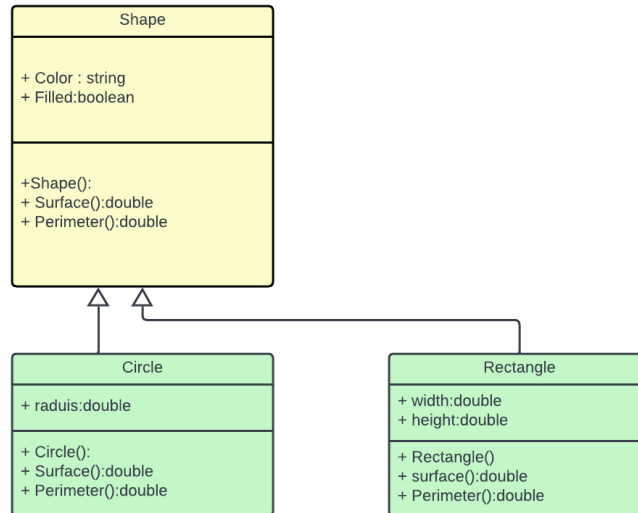 Shape
+ Color : string
+ Filled:boolean
+Shape():
+ Surface():double
+ Perimeter():double
Circle
+ raduis:double
+ Circle():
+ Surface():double
+ Perimeter():double
Rectangle
+ width:double
+ height:double
+ Rectangle()
+ surface():double
+ Perimeter():double